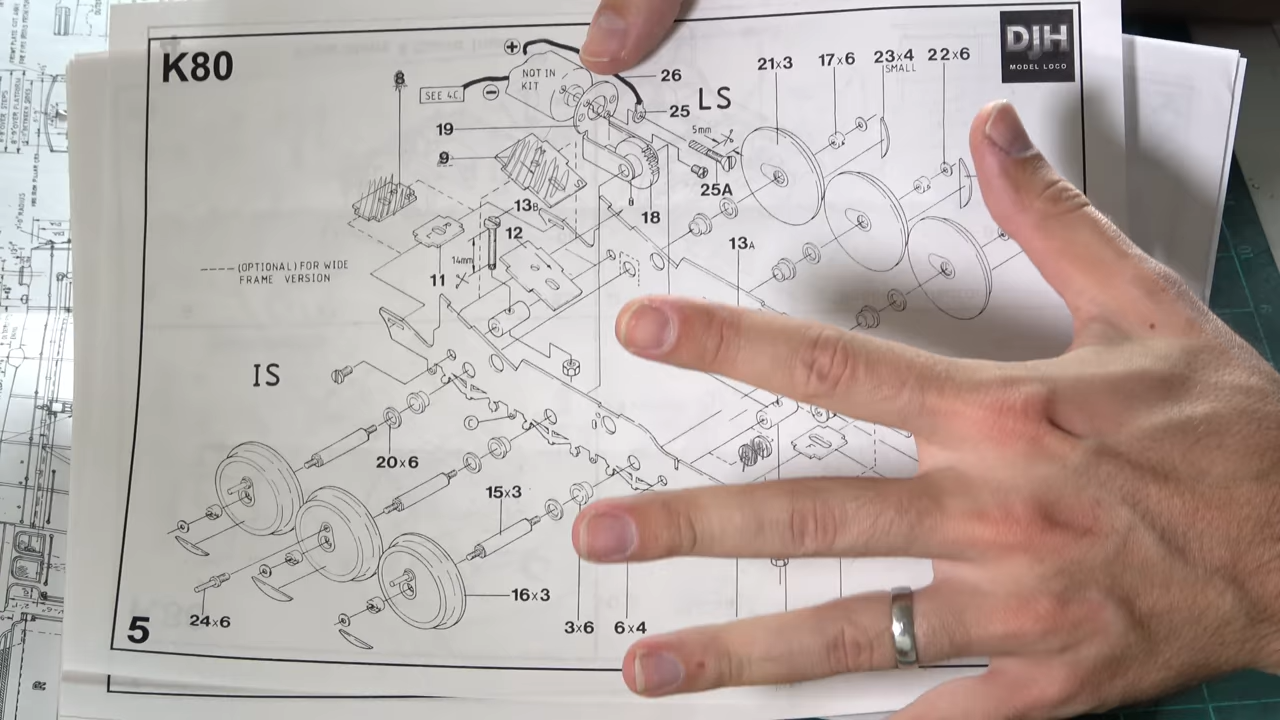 K80
8
NOT IN
KIT
SEE 4.C.
26
25
LS
21x3
17x6
23x4
SMALL
22x6
DJH
MODEL LOCO
19
9
5mm
25A
18
13B
12
14mm
11
13A
(OPTIONAL) FOR WIDE
FRAME VERSION
IS
C
20x6
15x3
16x3
24x6
3x6
6x4
5